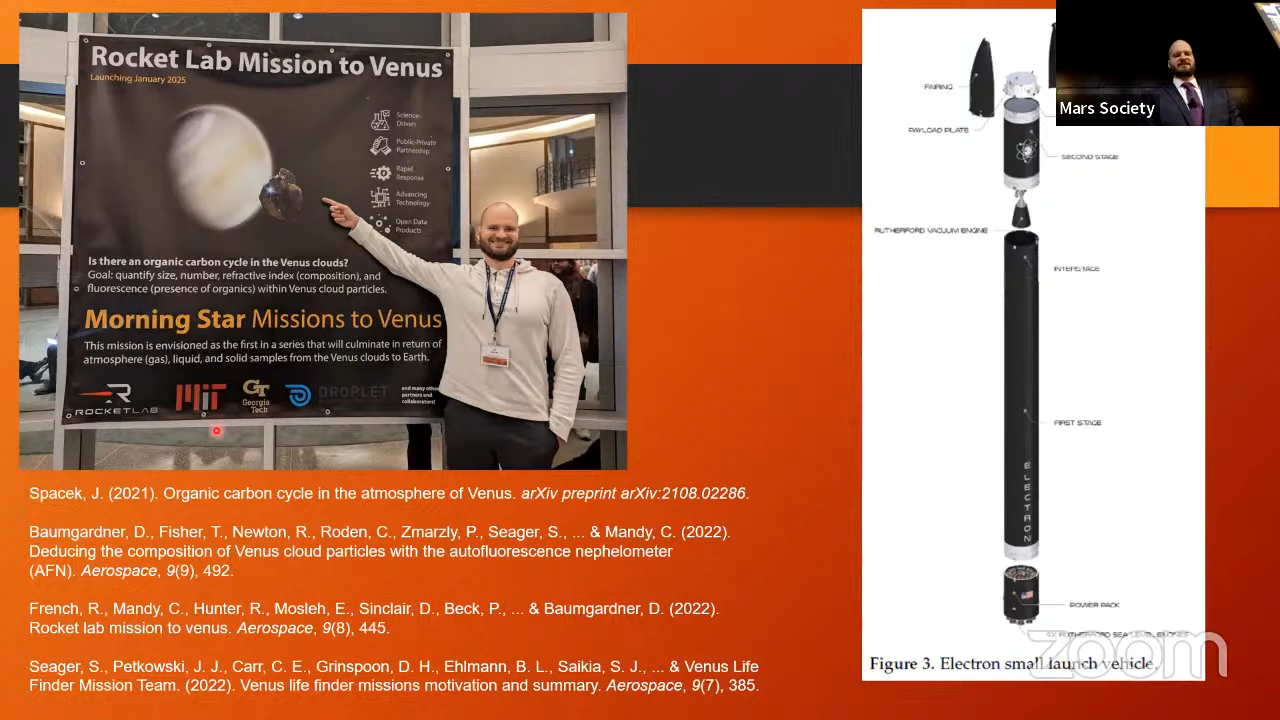 Rocket Lab Mission to Venus
Launching January 2025
Science-
Driven
Public-Private
Partnership
Rapid
Response
Advancing
Technology
Open Data
Products
Is there an organic carbon cycle in the Venus clouds?
Goal: quantify size, number, refractive index (composition), and
fluorescence (presence of organics) within Venus cloud particles.
Morning Star Missions to Venus
This mission is envisioned as the first in a series that will culminate in return of
atmosphere (gas), liquid, and solid samples from the Venus clouds to Earth.
ROCKETLAB
MIT
GT
Georgia
Tech
DROPLET
and many other
partners and
collaborators!
Spacek, J. (2021). Organic carbon cycle in the atmosphere of Venus. arXiv preprint arXiv:2108.02286.
Baumgardner, D., Fisher, T., Newton, R., Roden, C., Zmarzly, P., Seager, S., ... & Mandy, C. (2022).
Deducing the composition of Venus cloud particles with the autofluorescence nephelometer
(AFN). Aerospace, 9(9), 492.
French, R., Mandy, C., Hunter, R., Mosleh, E., Sinclair, D., Beck, P., ... & Baumgardner, D. (2022).
Rocket lab mission to venus. Aerospace, 9(8), 445.
Seager, S., Petkowski, J. J., Carr, C. E., Grinspoon, D. H., Ehlmann, B. L., Saikia, S. J., ... & Venus Life
Finder Mission Team. (2022). Venus life finder missions motivation and summary. Aerospace, 9(7), 385.
FAIRING
PAYLOAD PLATE
SECOND STAGE
RUTHERFORD VACUUM ENGINE
INTERSTAGE
FIRST STAGE
ELECTRON
POWER PACK
RUTHERFORD SEA LEVEL ENGINES
Figure 3. Electron small launch vehicle.
zoom
Mars Society